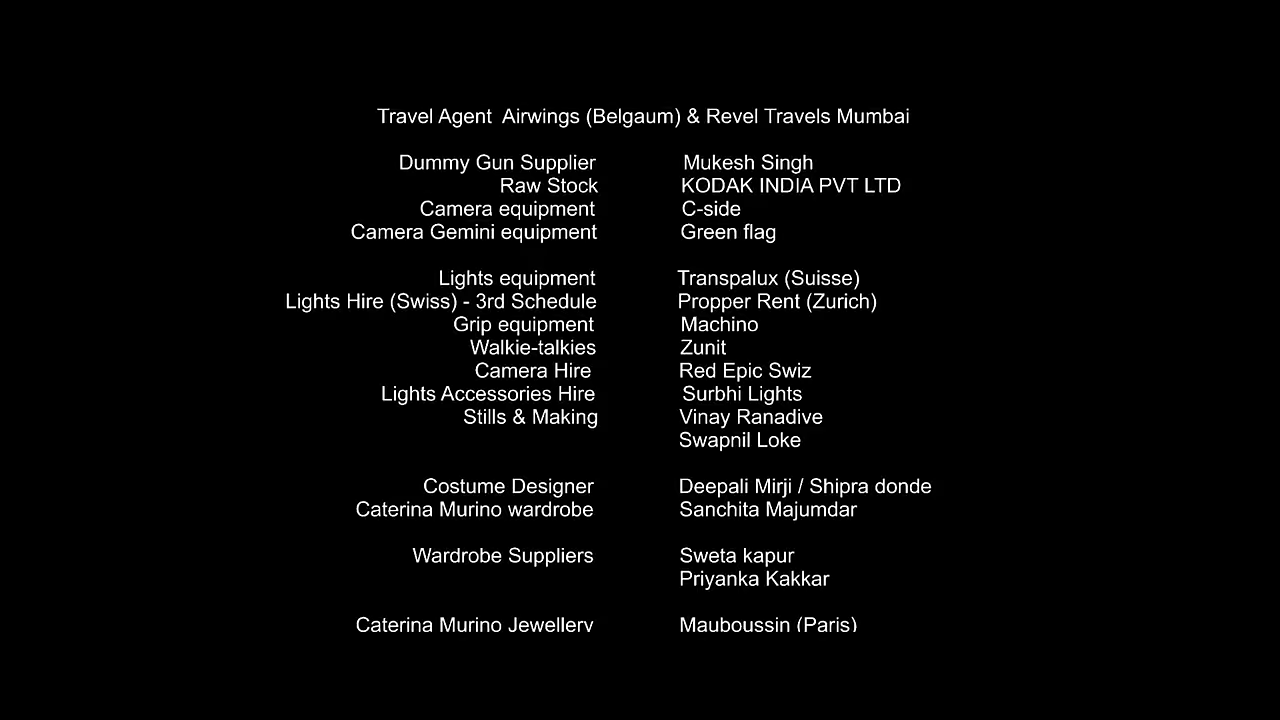 Travel Agent  Airwings (Belgaum) & Revel Travels Mumbai
Dummy Gun Supplier Mukesh Singh
Raw Stock KODAK INDIA PVT LTD
Camera equipment C-side
Camera Gemini equipment Green flag
Lights equipment Transpalux (Suisse)
Lights Hire (Swiss) - 3rd Schedule Propper Rent (Zurich)
Grip equipment Machino
Walkie-talkies Zunit
Camera Hire Red Epic Swiz
Lights Accessories Hire Surbhi Lights
Stills & Making Vinay Ranadive
Swapnil Loke
Costume Designer Deepali Mirji / Shipra donde
Caterina Murino wardrobe Sanchita Majumdar
Wardrobe Suppliers Sweta kapur
Priyanka Kakkar
Caterina Murino Jewellery Mauboussin (Paris)